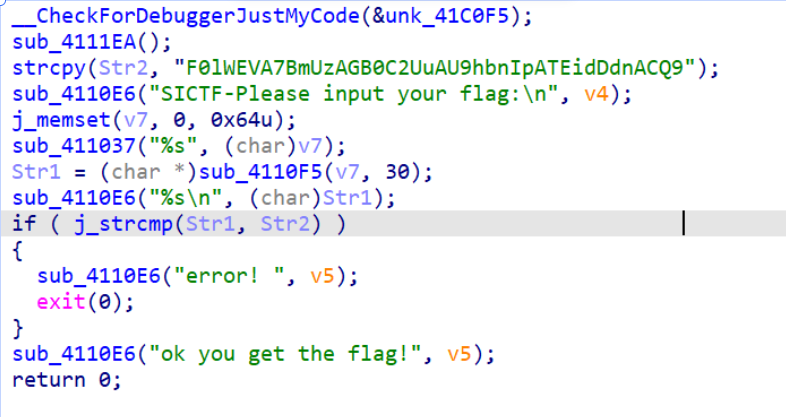 __CheckForDebuggerJustMyCode(&unk_41C0F5);
sub_4111EA();
strcpy(Str2, "F0lWEVA7BmUzAGB0C2UuAU9hbnIpATEidDdnACQ9");
sub_4110E6("SICTF-Please input your flag:\n", v4);
j_memset(v7, 0, 0x64u);
sub_411037("%s", (char)v7);
Str1 = (char *)sub_4110F5(v7, 30);
sub_4110E6("%s\n", (char)Str1);
if ( j_strcmp(Str1, Str2) )
{
  sub_4110E6("error! ", v5);
  exit(0);
}
sub_4110E6("ok you get the flag!", v5);
return 0;